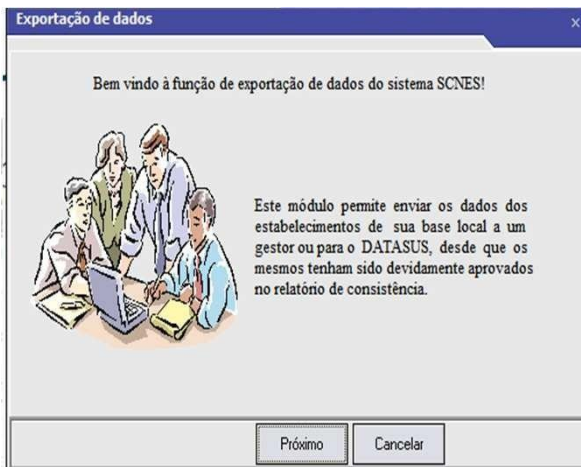 Exportação de dados
Bem vindo à função de exportação de dados do sistema SCNES!
Este módulo permite enviar os dados dos
estabelecimentos de sua base local a um
gestor ou para o DATASUS, desde que os
mesmos tenham sido devidamente aprovados
no relatório de consistência.
Próximo
Cancelar